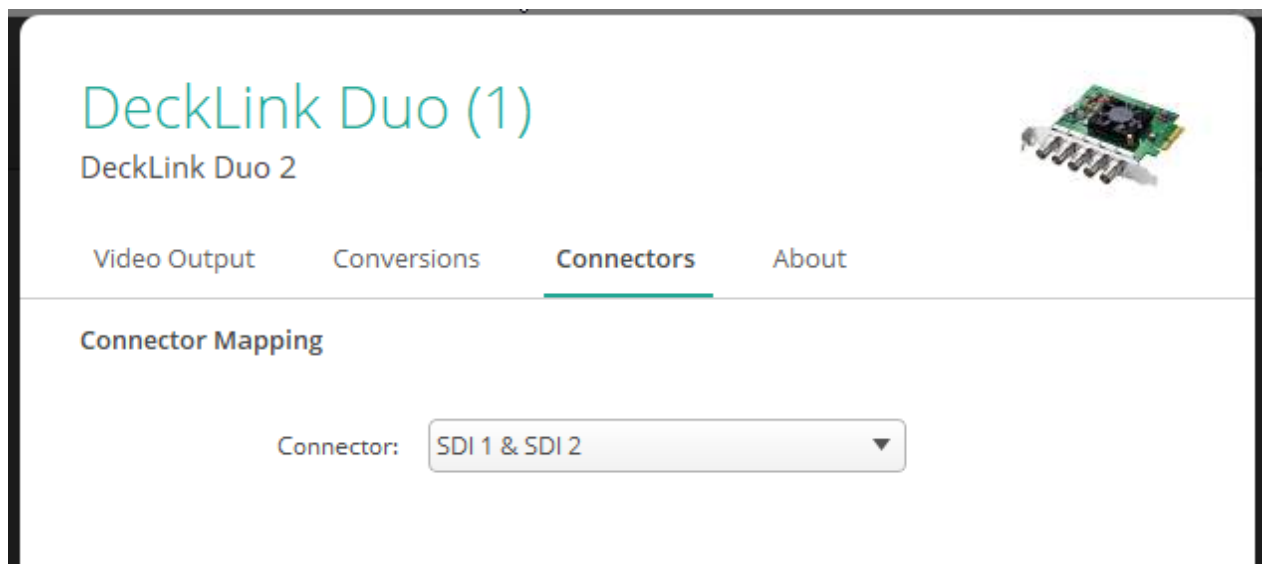 DeckLink Duo (1)
DeckLink Duo 2
Video Output Conversions Connectors About
Connector Mapping
Connector: SDI 1 & SDI 2